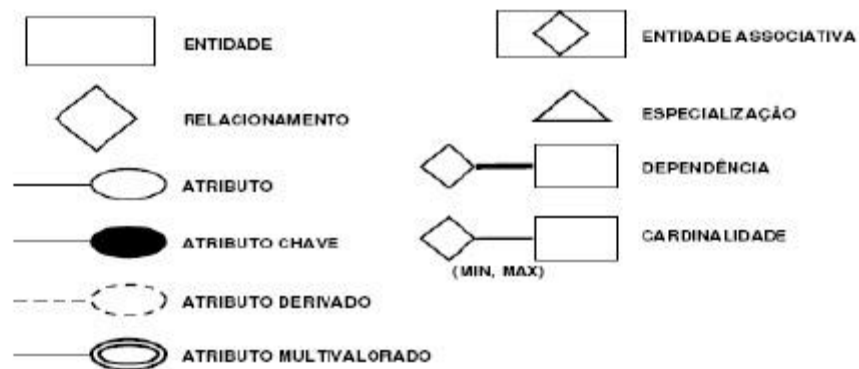 ENTIDADE
RELACIONAMENTO
ATRIBUTO
ATRIBUTO CHAVE
ATRIBUTO DERIVADO
ATRIBUTO MULTIVALORADO
ENTIDADE ASSOCIATIVA
ESPECIALIZAÇÃO
DEPENDÊNCIA
CARDINALIDADE
(MIN, MAX)